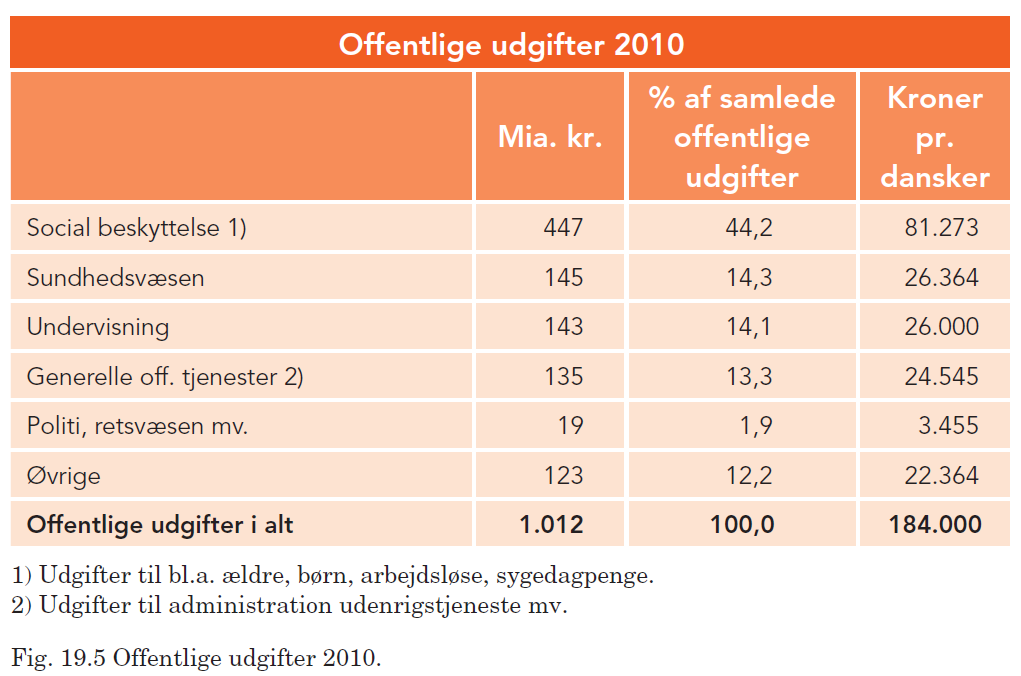 Offentlige udgifter 2010
Mia. kr. % af samlede offentlige udgifter Kroner pr. dansker
Social beskyttelse 1) 447 44,2 81.273
Sundhedsvæsen 145 14,3 26.364
Undervisning 143 14,1 26.000
Generelle off. tjenester 2) 135 13,3 24.545
Politi, retsvæsen mv. 19 1,9 3.455
Øvrige 123 12,2 22.364
Offentlige udgifter i alt 1.012 100,0 184.000
1) Udgifter til bl.a. ældre, børn, arbejdsløse, sygedagpenge.
2) Udgifter til administration udenrigstjeneste mv.
Fig. 19.5 Offentlige udgifter 2010.